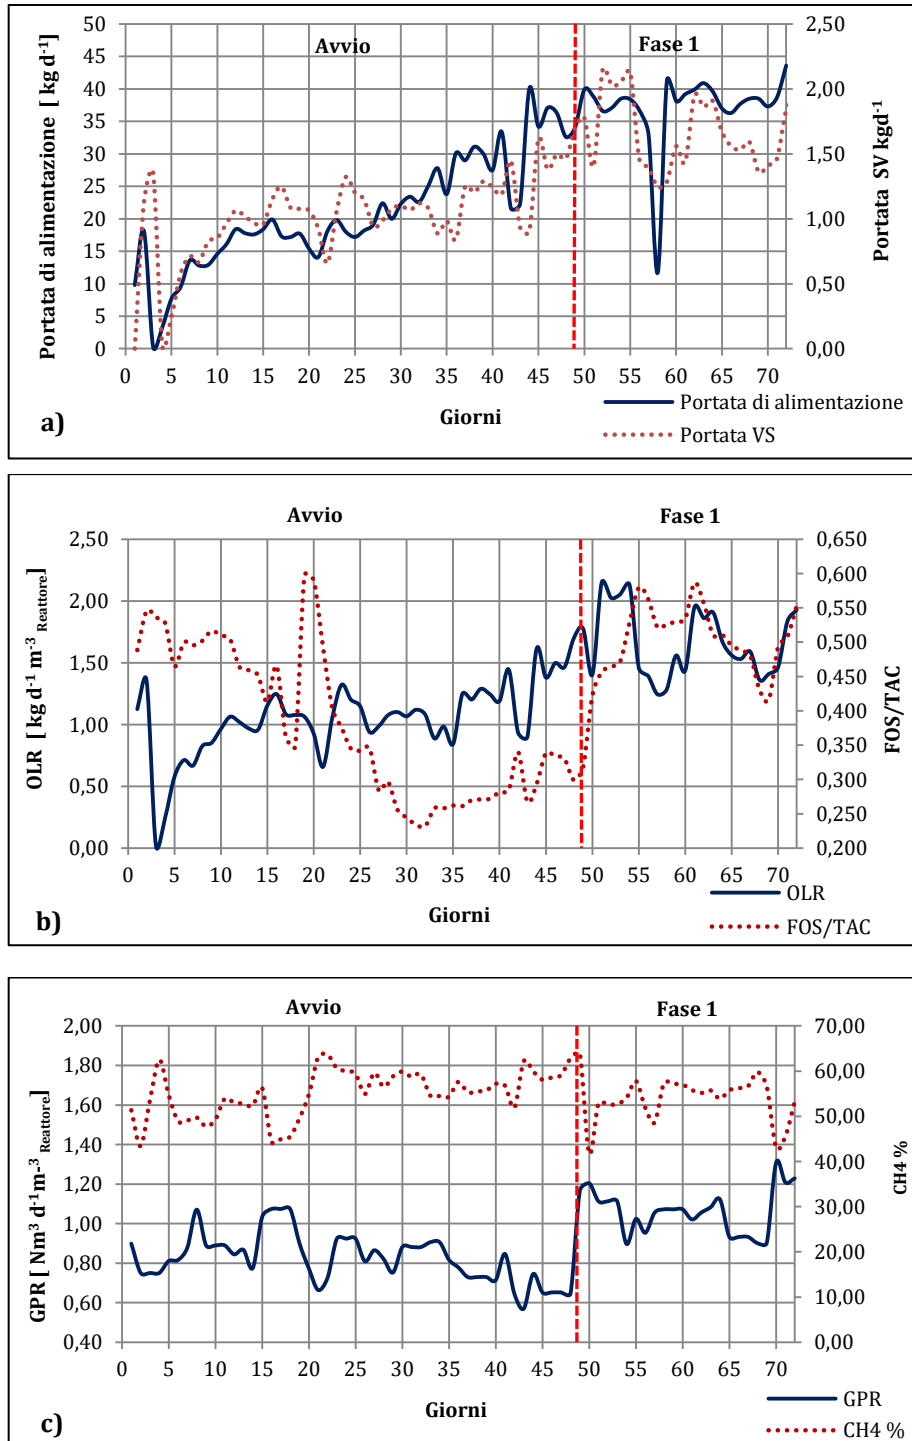 Avvio
Fase 1
Portata di alimentazione [ kg d-1]
50
45
40
35
30
25
20
15
10
5
0
2,50
2,00
1,50
1,00
0,50
0,00
Portata SV kgd-1
0 5 10 15 20 25 30 35 40 45 50 55 60 65 70
Giorni
Portata di alimentazione
Portata VS
a)
Avvio
Fase 1
OLR [ kg d-1 m-3 Reattore]
2,50
2,00
1,50
1,00
0,50
0,00
0,650
0,600
0,550
0,500
0,450
0,400
0,350
0,300
0,250
0,200
FOS/TAC
0 5 10 15 20 25 30 35 40 45 50 55 60 65 70
Giorni
OLR
FOS/TAC
b)
Avvio
Fase 1
GPR [ Nm3 d-1m-3 Reattore]
2,00
1,80
1,60
1,40
1,20
1,00
0,80
0,60
0,40
70,00
60,00
50,00
40,00
30,00
20,00
10,00
0,00
CH4 %
0 5 10 15 20 25 30 35 40 45 50 55 60 65 70
Giorni
GPR
CH4 %
c)